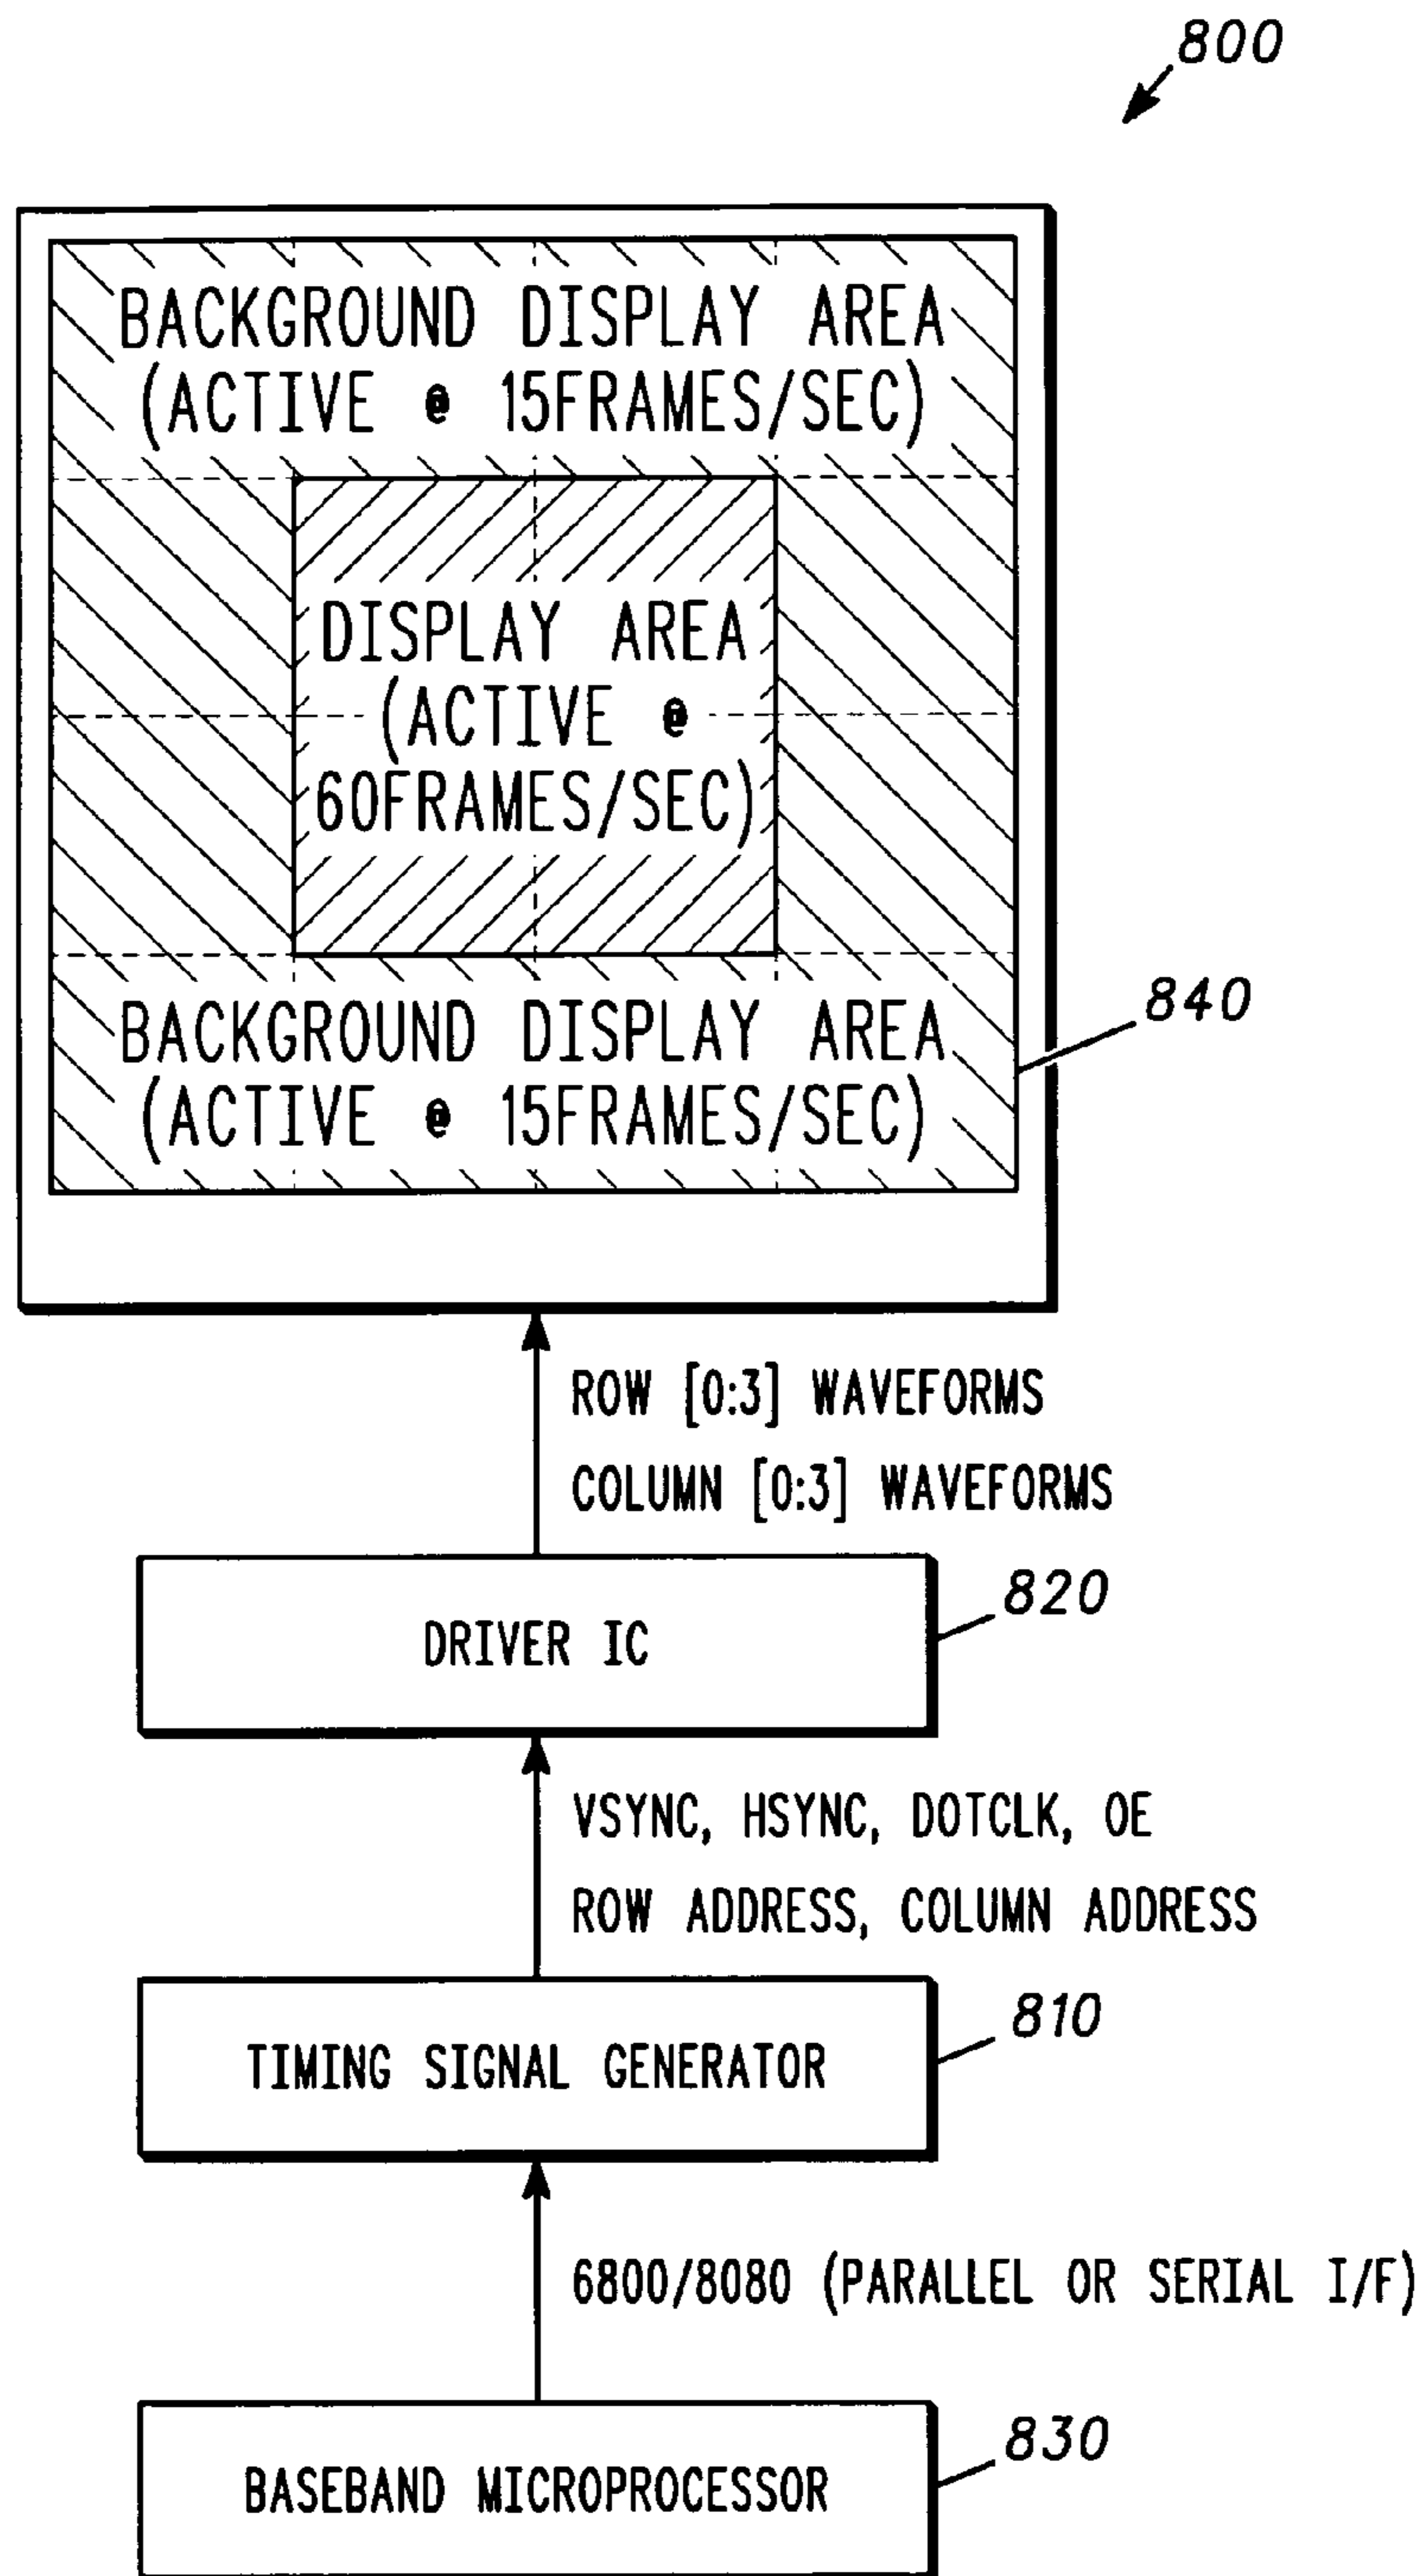 800
BACKGROUND DISPLAY AREA
(ACTIVE @ 15FRAMES/SEC)
DISPLAY AREA
(ACTIVE @
60FRAMES/SEC)
BACKGROUND DISPLAY AREA
(ACTIVE @ 15FRAMES/SEC)
840
ROW [0:3] WAVEFORMS
COLUMN [0:3] WAVEFORMS
820
DRIVER IC
VSYNC, HSYNC, DOTCLK, OE
ROW ADDRESS, COLUMN ADDRESS
810
TIMING SIGNAL GENERATOR
6800/8080 (PARALLEL OR SERIAL I/F)
830
BASEBAND MICROPROCESSOR